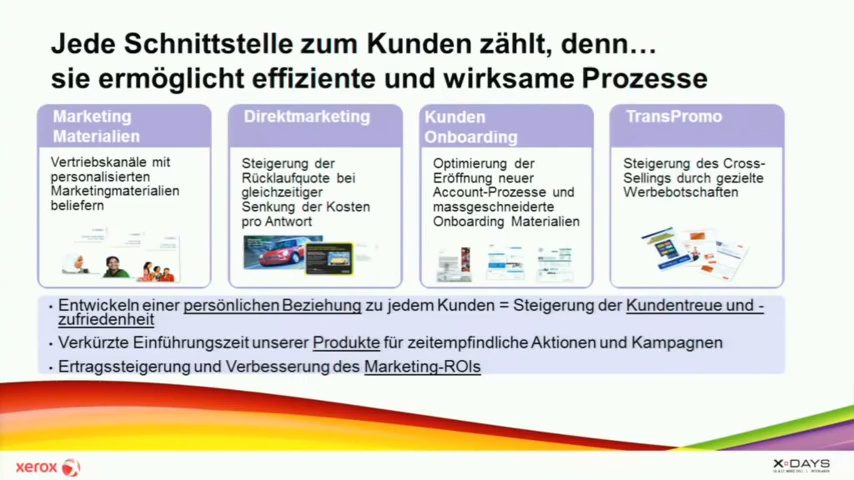 Jede Schnittstelle zum Kunden zählt, denn…
sie ermöglicht effiziente und wirksame Prozesse
Marketing
Materialien
Vertriebskanäle mit
personalisierten
Marketingmaterialien
beliefern
Direktmarketing
Steigerung der
Rücklaufquote bei
gleichzeitiger
Senkung der Kosten
pro Antwort
Kunden
Onboarding
Optimierung der
Eröffnung neuer
Account-Prozesse und
massgeschneiderte
Onboarding Materialien
TransPromo
Steigerung des Cross-
Sellings durch gezielte
Werbebotschaften
• Entwickeln einer persönlichen Beziehung zu jedem Kunden = Steigerung der Kundentreue und -
zufriedenheit
• Verkürzte Einführungszeit unserer Produkte für zeitempfindliche Aktionen und Kampagnen
• Ertragssteigerung und Verbesserung des Marketing-ROIs
xerox
X DAYS